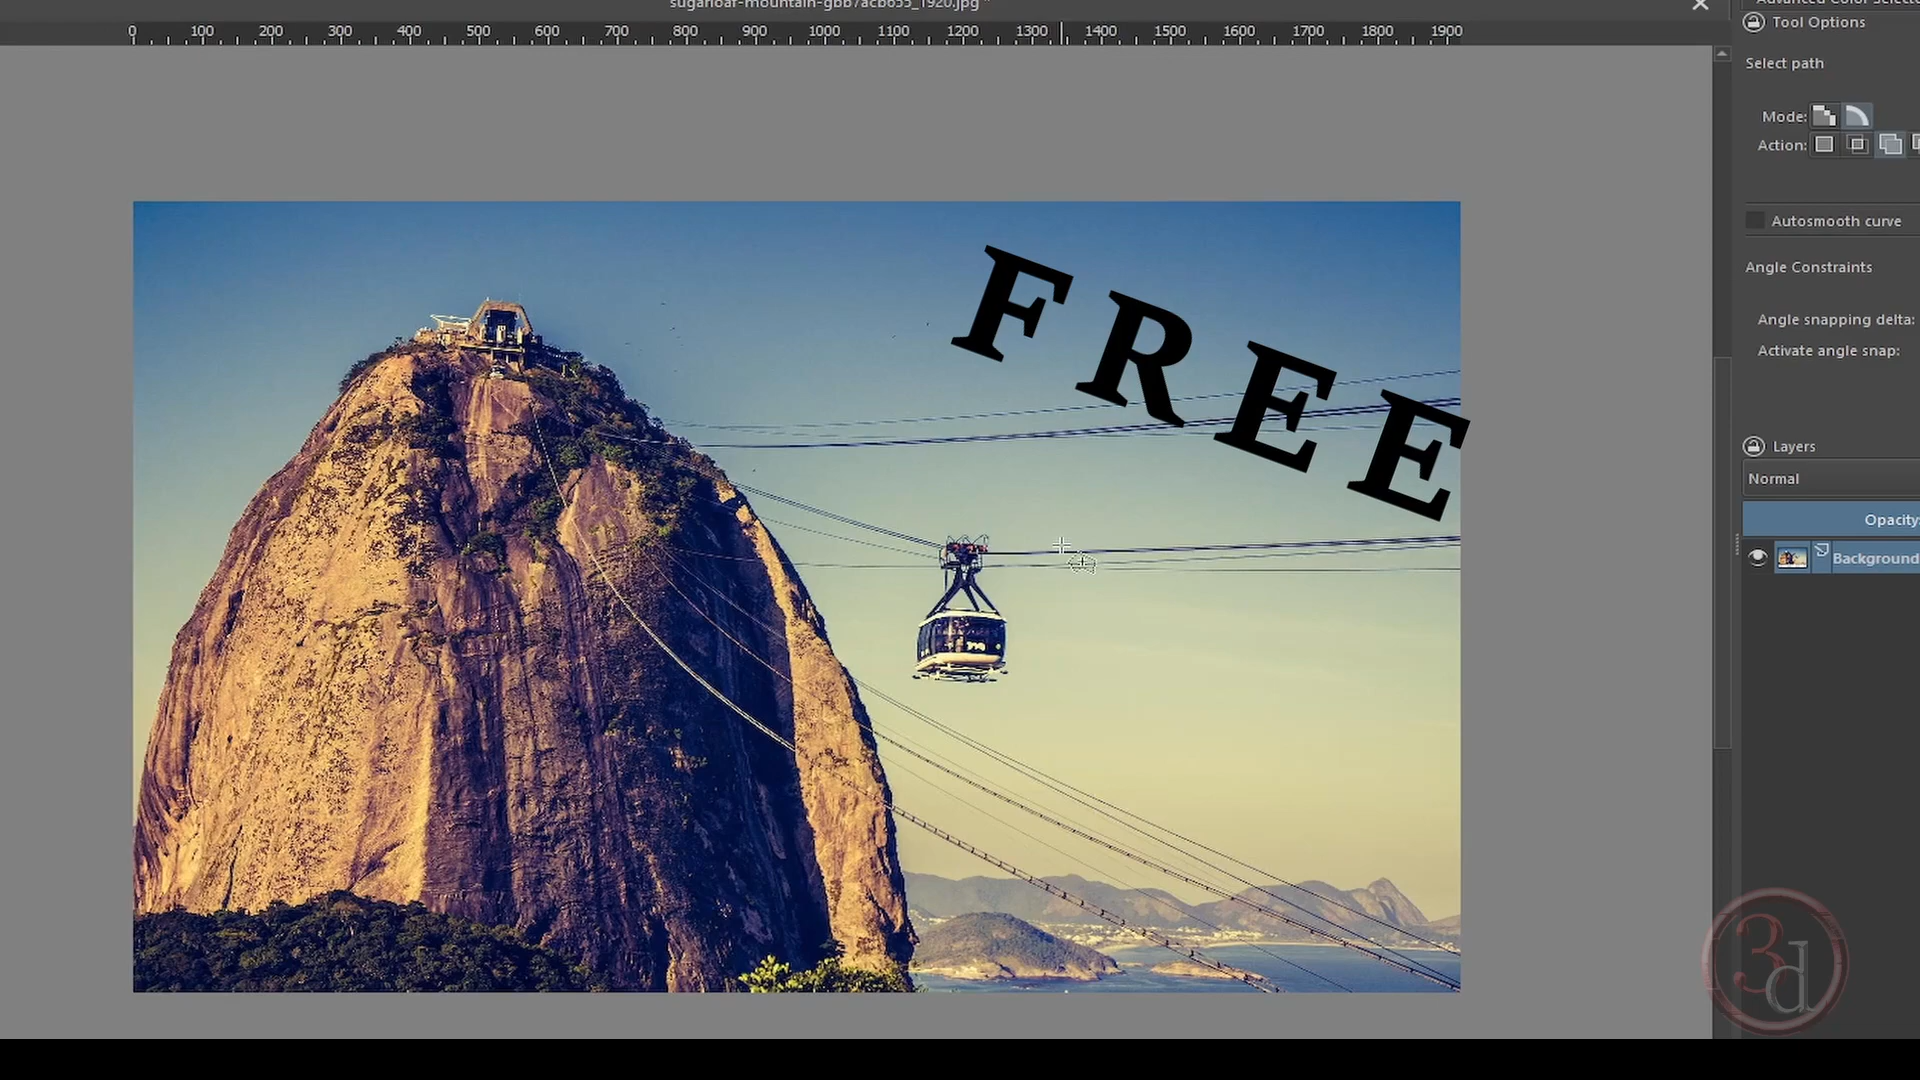 sugarloaf-mountain-gbb7acb655_1920.jpg *
0 100 200 300 400 500 600 700 800 900 1000 1100 1200 1300 1400 1500 1600 1700 1800 1900
Tool Options
Select path
Mode:
Action:
Autosmooth curve
Angle Constraints
Angle snapping delta:
Activate angle snap:
Layers
Normal
Opacity:
Background
FREE
3d